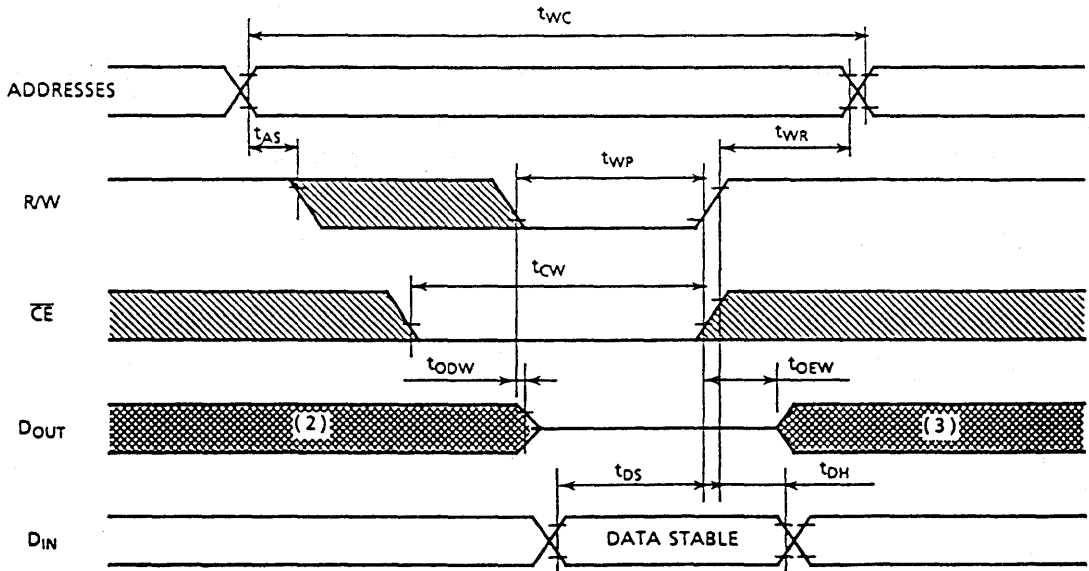 tWC
ADDRESSES
tAS
tWR
tWP
R/W
tCW
CE
tODW
tOEW
DOUT
(2)
(3)
tDS
tDH
DIN
DATA STABLE